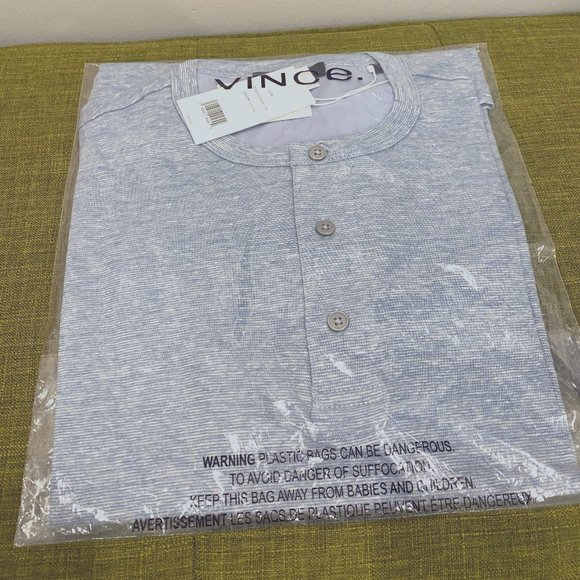 VINce.
WARNING PLASTIC BAGS CAN BE DANGEROUS.
TO AVOID DANGER OF SUFFOCATION
KEEP THIS BAG AWAY FROM BABIES AND CHILDREN.
AVERTISSEMENT LES SACS DE PLASTIQUE PEUVENT ÊTRE DANGEREUX.